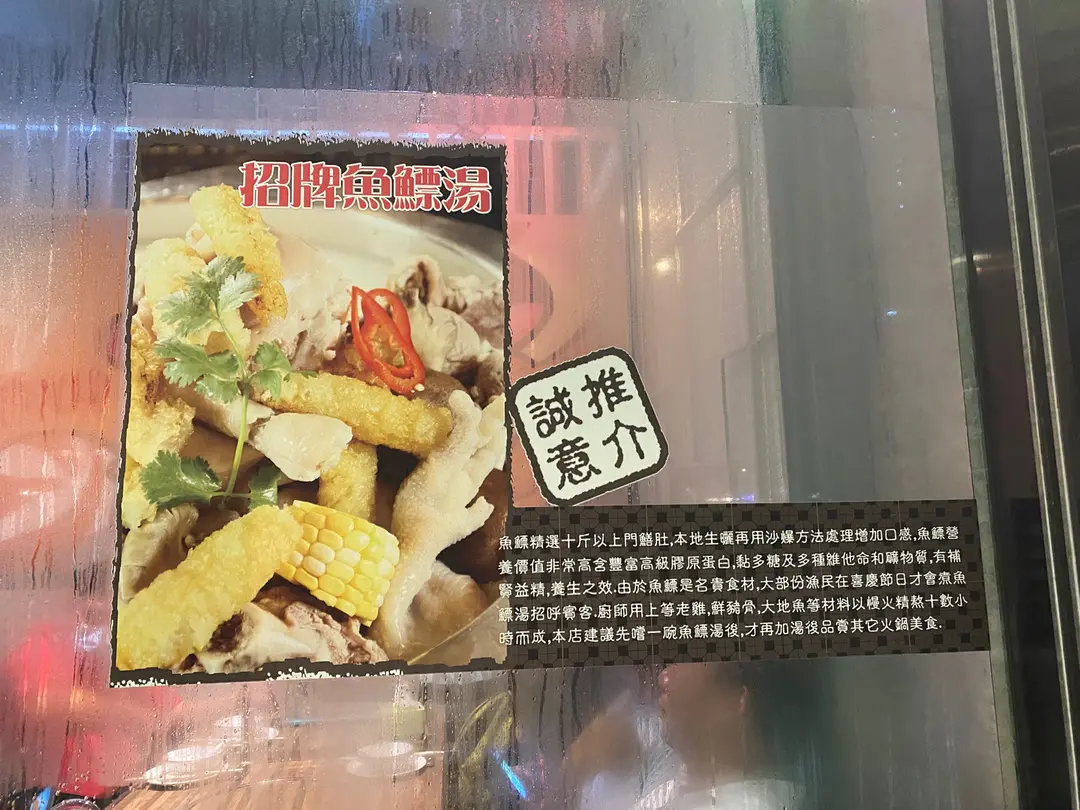 招牌魚鰾湯
誠意
推介
魚鰾精選十斤以上門鱔肚,本地生曬再用沙爆方法處理增加口感,魚鰾營
養價值非常高含豐富高級膠原蛋白,黏多糖及多種維他命和礦物質,有補
腎益精,養生之效.由於魚鰾是名貴食材,大部份漁民在喜慶節日才會煮魚
鰾湯招呼賓客.廚師用上等老雞,鮮豬骨,大地魚等材料以慢火精熬十數小
時而成,本店建議先嚐一碗魚鰾湯後,才再加湯後品賞其它火鍋美食.